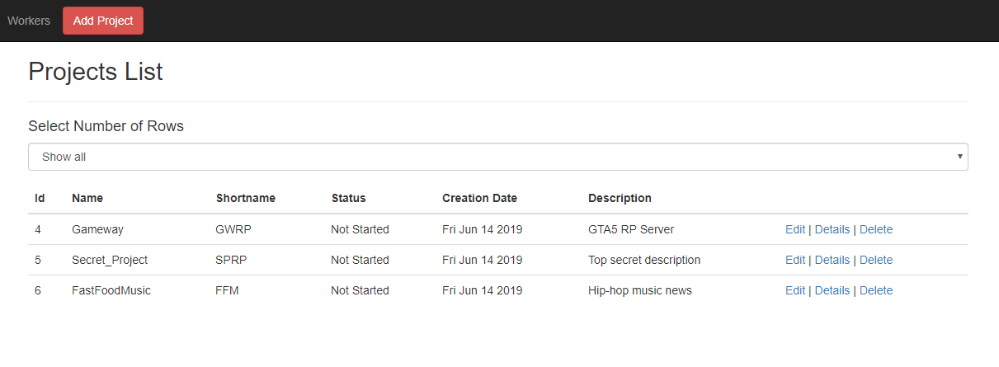 Workers Add Project
Projects List
Select Number of Rows
Show all
Id Name Shortname Status Creation Date Description
4 Gameway GWRP Not Started Fri Jun 14 2019 GTA5 RP Server Edit | Details | Delete
5 Secret_Project SPRP Not Started Fri Jun 14 2019 Top secret description Edit | Details | Delete
6 FastFoodMusic FFM Not Started Fri Jun 14 2019 Hip-hop music news Edit | Details | Delete